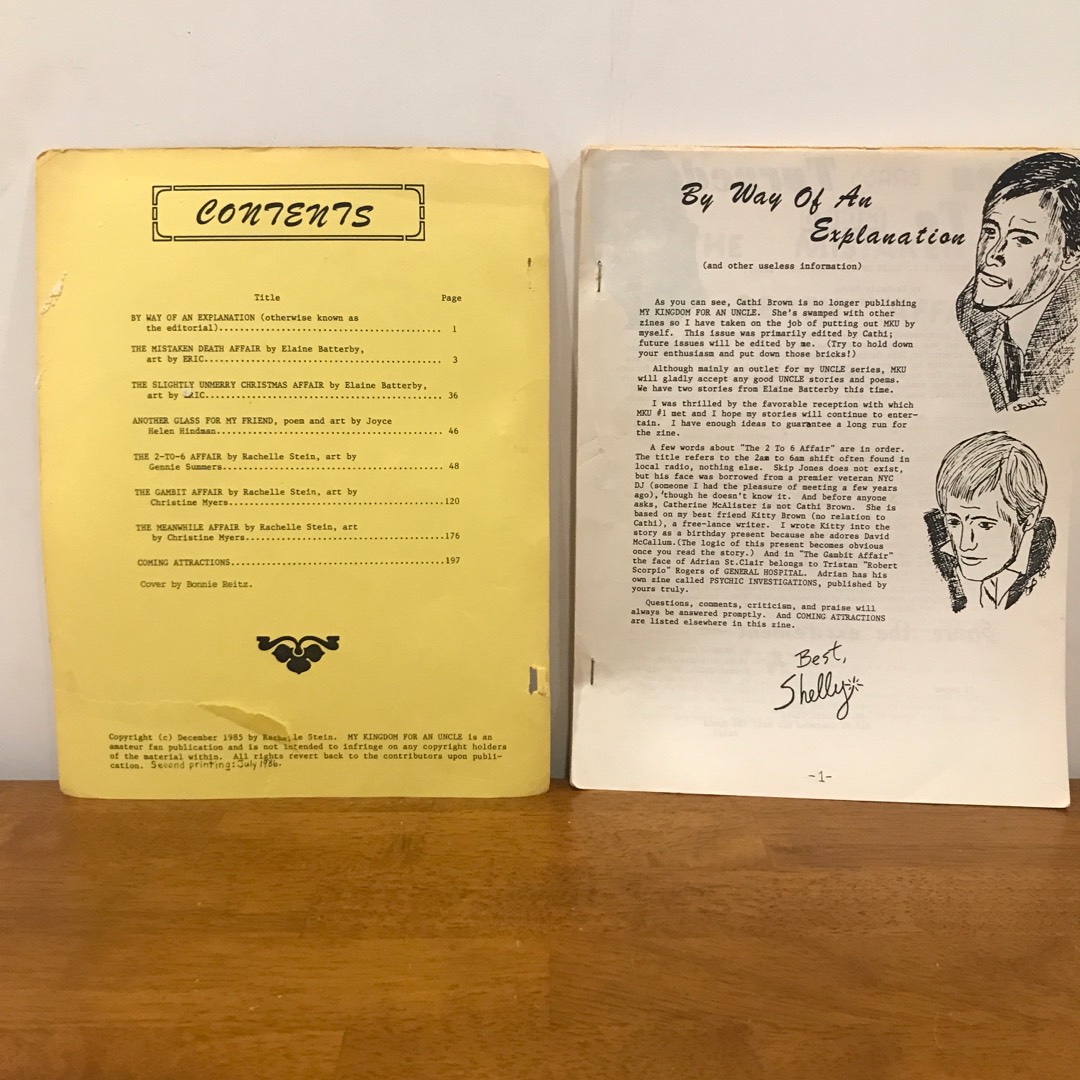 CONTENTS
Title Page
BY WAY OF AN EXPLANATION (otherwise known as
the editorial)........................................ 1
THE MISTAKEN DEATH AFFAIR by Elaine Batterby,
art by ERIC........................................... 3
THE SLIGHTLY UNMERRY CHRISTMAS AFFAIR by Elaine Batterby,
art by ERIC........................................... 36
ANOTHER GLASS FOR MY FRIEND, poem and art by Joyce
Helen Hindman......................................... 46
THE 2-TO-6 AFFAIR by Rachelle Stein, art by
Gennie Summers........................................ 48
THE GAMBIT AFFAIR by Rachelle Stein, art by
Christine Myers.......................................120
THE MEANWHILE AFFAIR by Rachelle Stein, art
by Christine Myers....................................176
COMING ATTRACTIONS......................................197
Cover by Bonnie Reitz.
Copyright (c) December 1985 by Rachelle Stein. MY KINGDOM FOR AN UNCLE is an
amateur fan publication and is not intended to infringe on any copyright holders
of the material within. All rights revert back to the contributors upon publi-
cation. Second printing: July 1986.
By Way Of An
Explanation
(and other useless information)
As you can see, Cathi Brown is no longer publishing
MY KINGDOM FOR AN UNCLE. She's swamped with other
zines so I have taken on the job of putting out MKU by
myself. This issue was primarily edited by Cathi;
future issues will be edited by me. (Try to hold down
your enthusiasm and put down those bricks!)
Although mainly an outlet for my UNCLE series, MKU
will gladly accept any good UNCLE stories and poems.
We have two stories from Elaine Batterby this time.
I was thrilled by the favorable reception with which
MKU #1 met and I hope my stories will continue to enter-
tain. I have enough ideas to guarantee a long run for
the zine.
A few words about "The 2 To 6 Affair" are in order.
The title refers to the 2am to 6am shift often found in
local radio, nothing else. Skip Jones does not exist,
but his face was borrowed from a premier veteran NYC
DJ (someone I had the pleasure of meeting a few years
ago), 'though he doesn't know it. And before anyone
asks, Catherine McAlister is not Cathi Brown. She is
based on my best friend Kitty Brown (no relation to
Cathi), a free-lance writer. I wrote Kitty into the
story as a birthday present because she adores David
McCallum.(The logic of this present becomes obvious
once you read the story.) And in "The Gambit Affair"
the face of Adrian St.Clair belongs to Tristan "Robert
Scorpio" Rogers of GENERAL HOSPITAL. Adrian has his
own zine called PSYCHIC INVESTIGATIONS, published by
yours truly.
Questions, comments, criticism, and praise will
always be answered promptly. And COMING ATTRACTIONS
are listed elsewhere in this zine.
Best,
Shelly
-1-